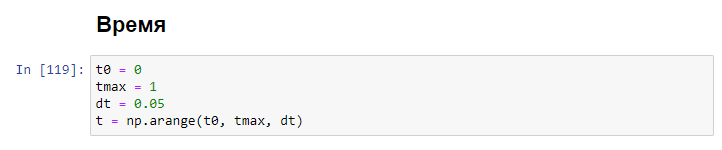 Время
In [119]: t0 = 0
tmax = 1
dt = 0.05
t = np.arange(t0, tmax, dt)